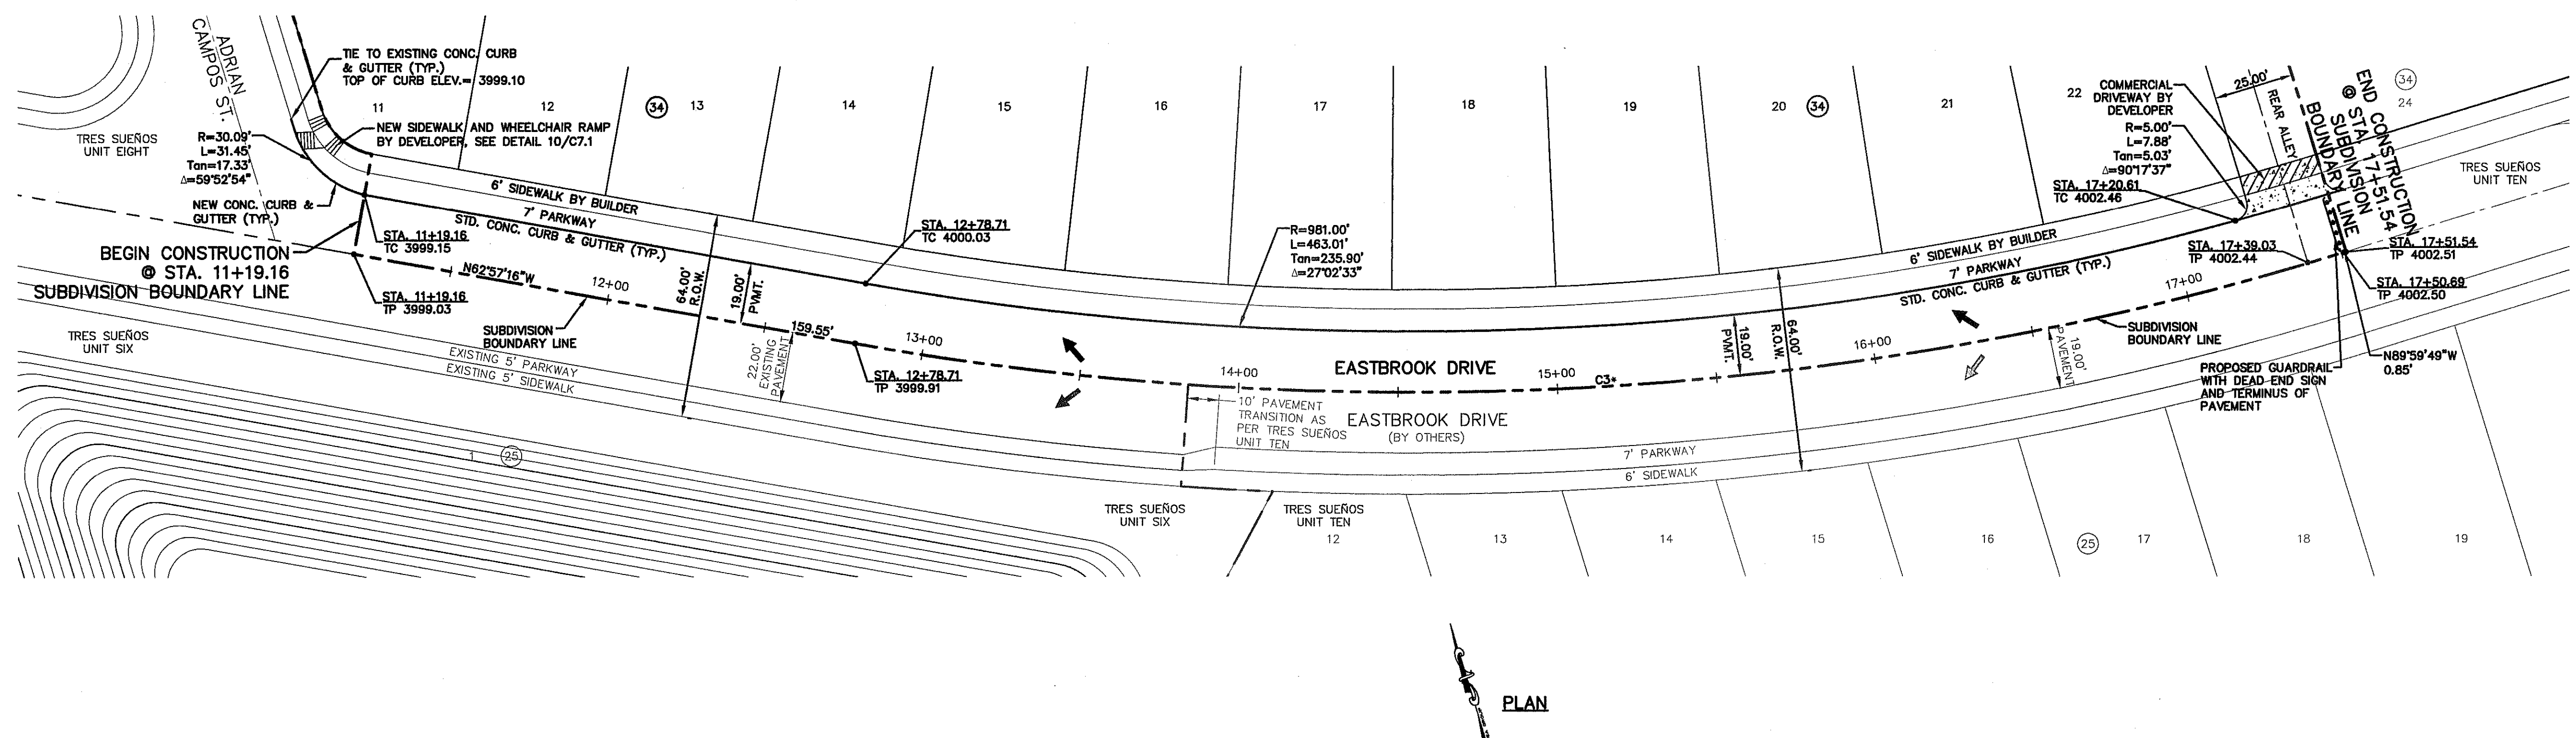 ADRIAN
CAMPOS ST.
TIE TO EXISTING CONC. CURB
& GUTTER (TYP.)
TOP OF CURB ELEV.= 3999.10
11
12
34
13
14
15
16
17
18
19
20
34
21
22
COMMERCIAL
DRIVEWAY BY
DEVELOPER
25.00'
REAR ALLEY
END CONSTRUCTION
@ STA. 17+51.54
SUBDIVISION
BOUNDARY LINE
34
24
TRES SUEÑOS
UNIT EIGHT
R=30.09'
L=31.45'
Tan=17.33'
Δ=59°52'54"
NEW SIDEWALK AND WHEELCHAIR RAMP
BY DEVELOPER, SEE DETAIL 10/C7.1
R=5.00'
L=7.88'
Tan=5.03'
Δ=90°17'37"
TRES SUEÑOS
UNIT TEN
NEW CONC. CURB &
GUTTER (TYP.)
6' SIDEWALK BY BUILDER
7' PARKWAY
STD. CONC. CURB & GUTTER (TYP.)
STA. 17+20.61
TC 4002.46
BEGIN CONSTRUCTION
@ STA. 11+19.16
SUBDIVISION BOUNDARY LINE
STA. 11+19.16
TC 3999.15
STA. 12+78.71
TC 4000.03
R=981.00'
L=463.01'
Tan=235.90'
Δ=27°02'33"
6' SIDEWALK BY BUILDER
7' PARKWAY
STD. CONC. CURB & GUTTER (TYP.)
STA. 17+39.03
TP 4002.44
STA. 17+51.54
TP 4002.51
N62°57'16"W
STA. 11+19.16
TP 3999.03
12+00
64.00'
R.O.W.
19.00'
PVMT.
17+00
STA. 17+50.69
TP 4002.50
TRES SUEÑOS
UNIT SIX
SUBDIVISION
BOUNDARY LINE
159.55'
13+00
22.00'
EXISTING
PAVEMENT
19.00'
PVMT.
64.00'
R.O.W.
16+00
19.00'
PAVEMENT
SUBDIVISION
BOUNDARY LINE
N89°59'49"W
0.85'
EXISTING 5' PARKWAY
EXISTING 5' SIDEWALK
STA. 12+78.71
TP 3999.91
14+00
EASTBROOK DRIVE
15+00
C3*
PROPOSED GUARDRAIL
WITH DEAD END SIGN
AND TERMINUS OF
PAVEMENT
10' PAVEMENT
TRANSITION AS
PER TRES SUEÑOS
UNIT TEN
EASTBROOK DRIVE
(BY OTHERS)
1
25
7' PARKWAY
6' SIDEWALK
TRES SUEÑOS
UNIT SIX
TRES SUEÑOS
UNIT TEN
12
13
14
15
16
25
17
18
19
PLAN